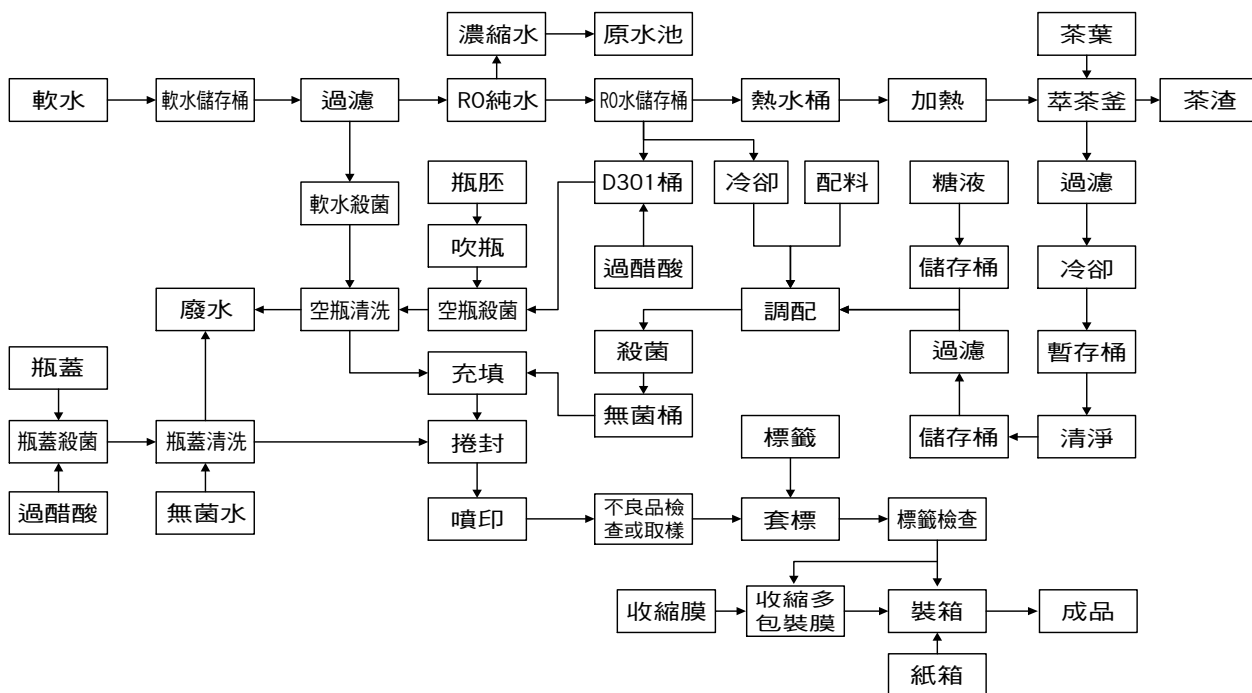 濃縮水
原水池
茶葉
軟水
軟水儲存桶
過濾
RO純水
RO水儲存桶
熱水桶
加熱
萃茶釜
茶渣
瓶胚
D301桶
冷卻
配料
糖液
過濾
軟水殺菌
吹瓶
過醋酸
儲存桶
冷卻
廢水
空瓶清洗
空瓶殺菌
調配
瓶蓋
充填
殺菌
過濾
暫存桶
無菌桶
瓶蓋殺菌
瓶蓋清洗
捲封
標籤
儲存桶
清淨
過醋酸
無菌水
噴印
不良品檢
查或取樣
套標
標籤檢查
收縮膜
收縮多
包裝膜
裝箱
成品
紙箱